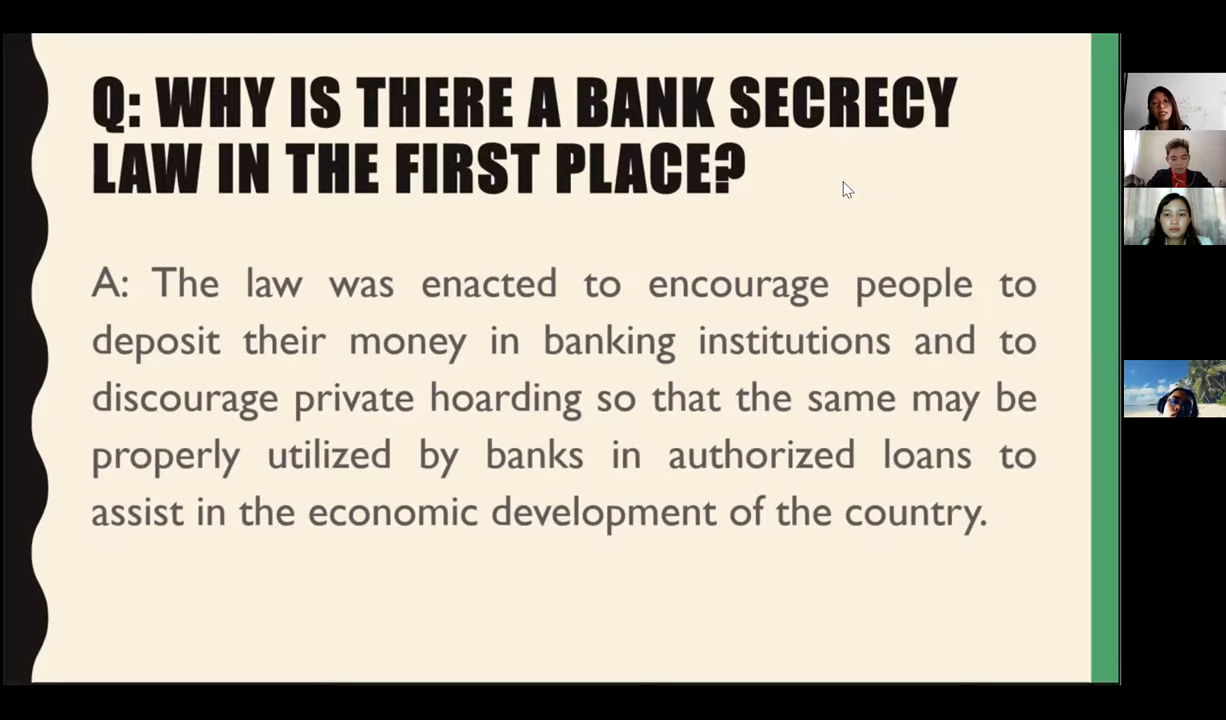 Q: WHY IS THERE A BANK SECRECY
LAW IN THE FIRST PLACE?
A: The law was enacted to encourage people to
deposit their money in banking institutions and to
discourage private hoarding so that the same may be
properly utilized by banks in authorized loans to
assist in the economic development of the country.